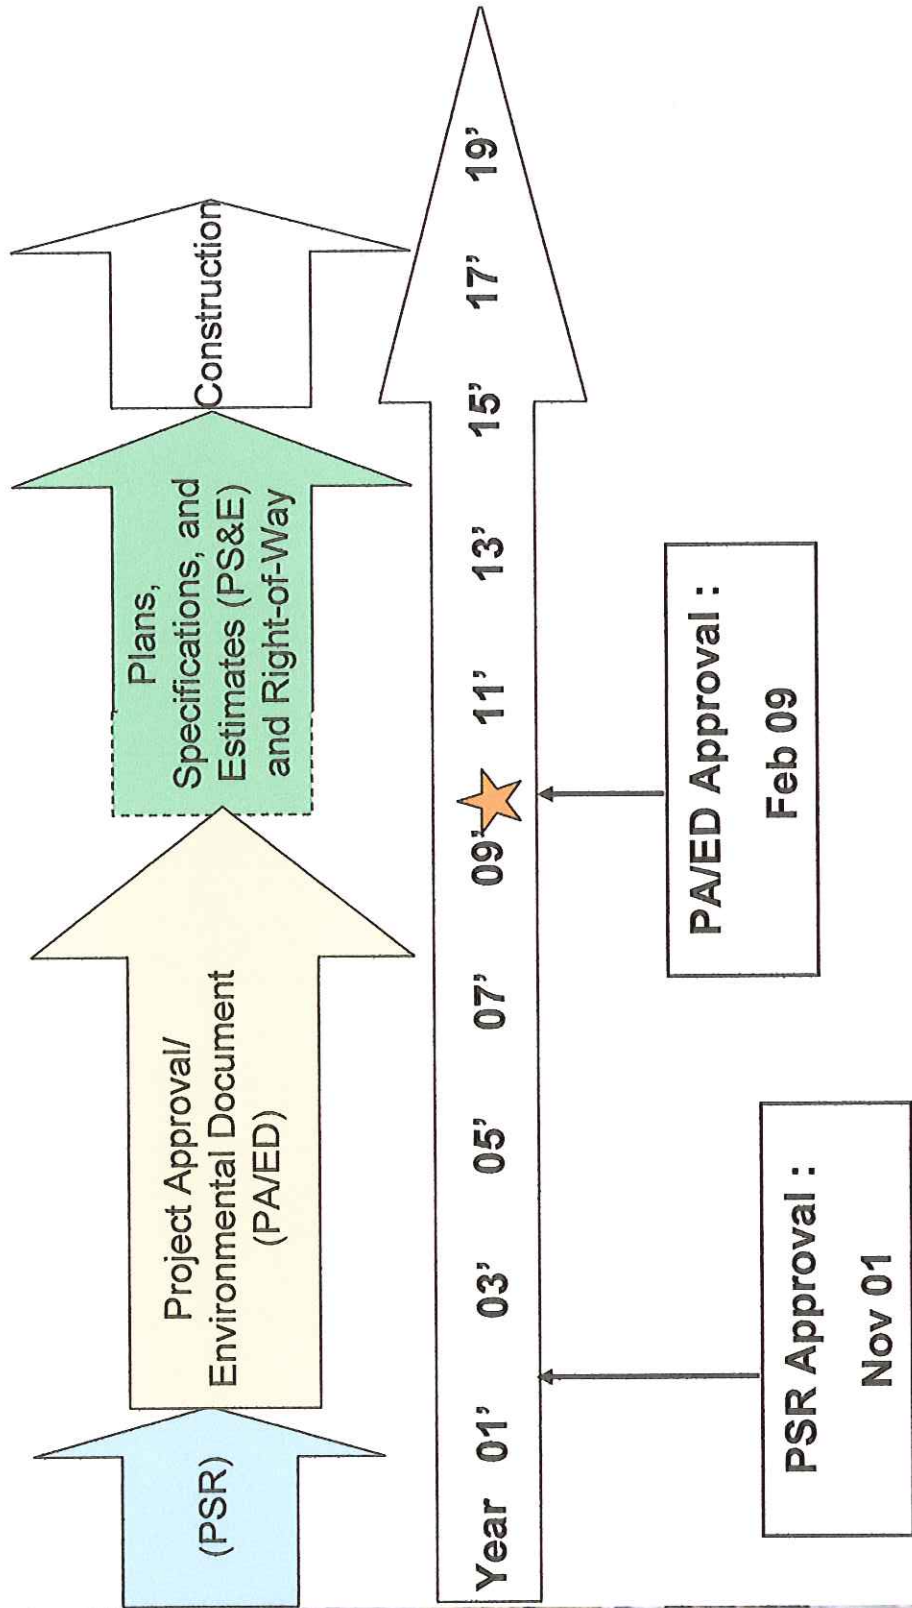 (PSR)
Project Approval/
Environmental Document
(PA/ED)
Plans,
Specifications, and
Estimates (PS&E)
and Right-of-Way
Construction
Year 01’ 03’ 05’ 07’ 09’ 11’ 13’ 15’ 17’ 19’
PSR Approval :
Nov 01
PA/ED Approval :
Feb 09